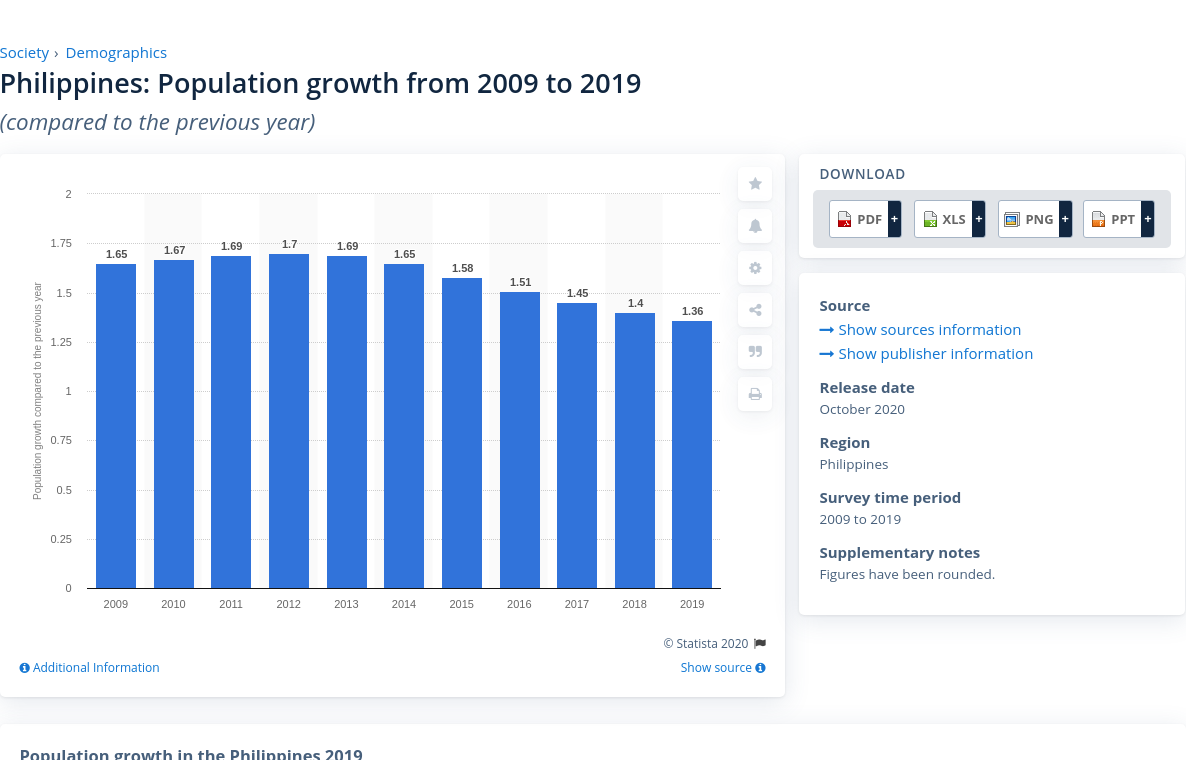 Society › Demographics
Philippines: Population growth from 2009 to 2019
(compared to the previous year)
Population growth compared to the previous year
2
1.75
1.5
1.25
1
0.75
0.5
0.25
0
1.65
1.67
1.69
1.7
1.69
1.65
1.58
1.51
1.45
1.4
1.36
2009 2010 2011 2012 2013 2014 2015 2016 2017 2018 2019
© Statista 2020
Additional Information
Show source
DOWNLOAD
PDF + XLS + PNG + PPT +
Source
Show sources information
Show publisher information
Release date
October 2020
Region
Philippines
Survey time period
2009 to 2019
Supplementary notes
Figures have been rounded.
Population growth in the Philippines 2019